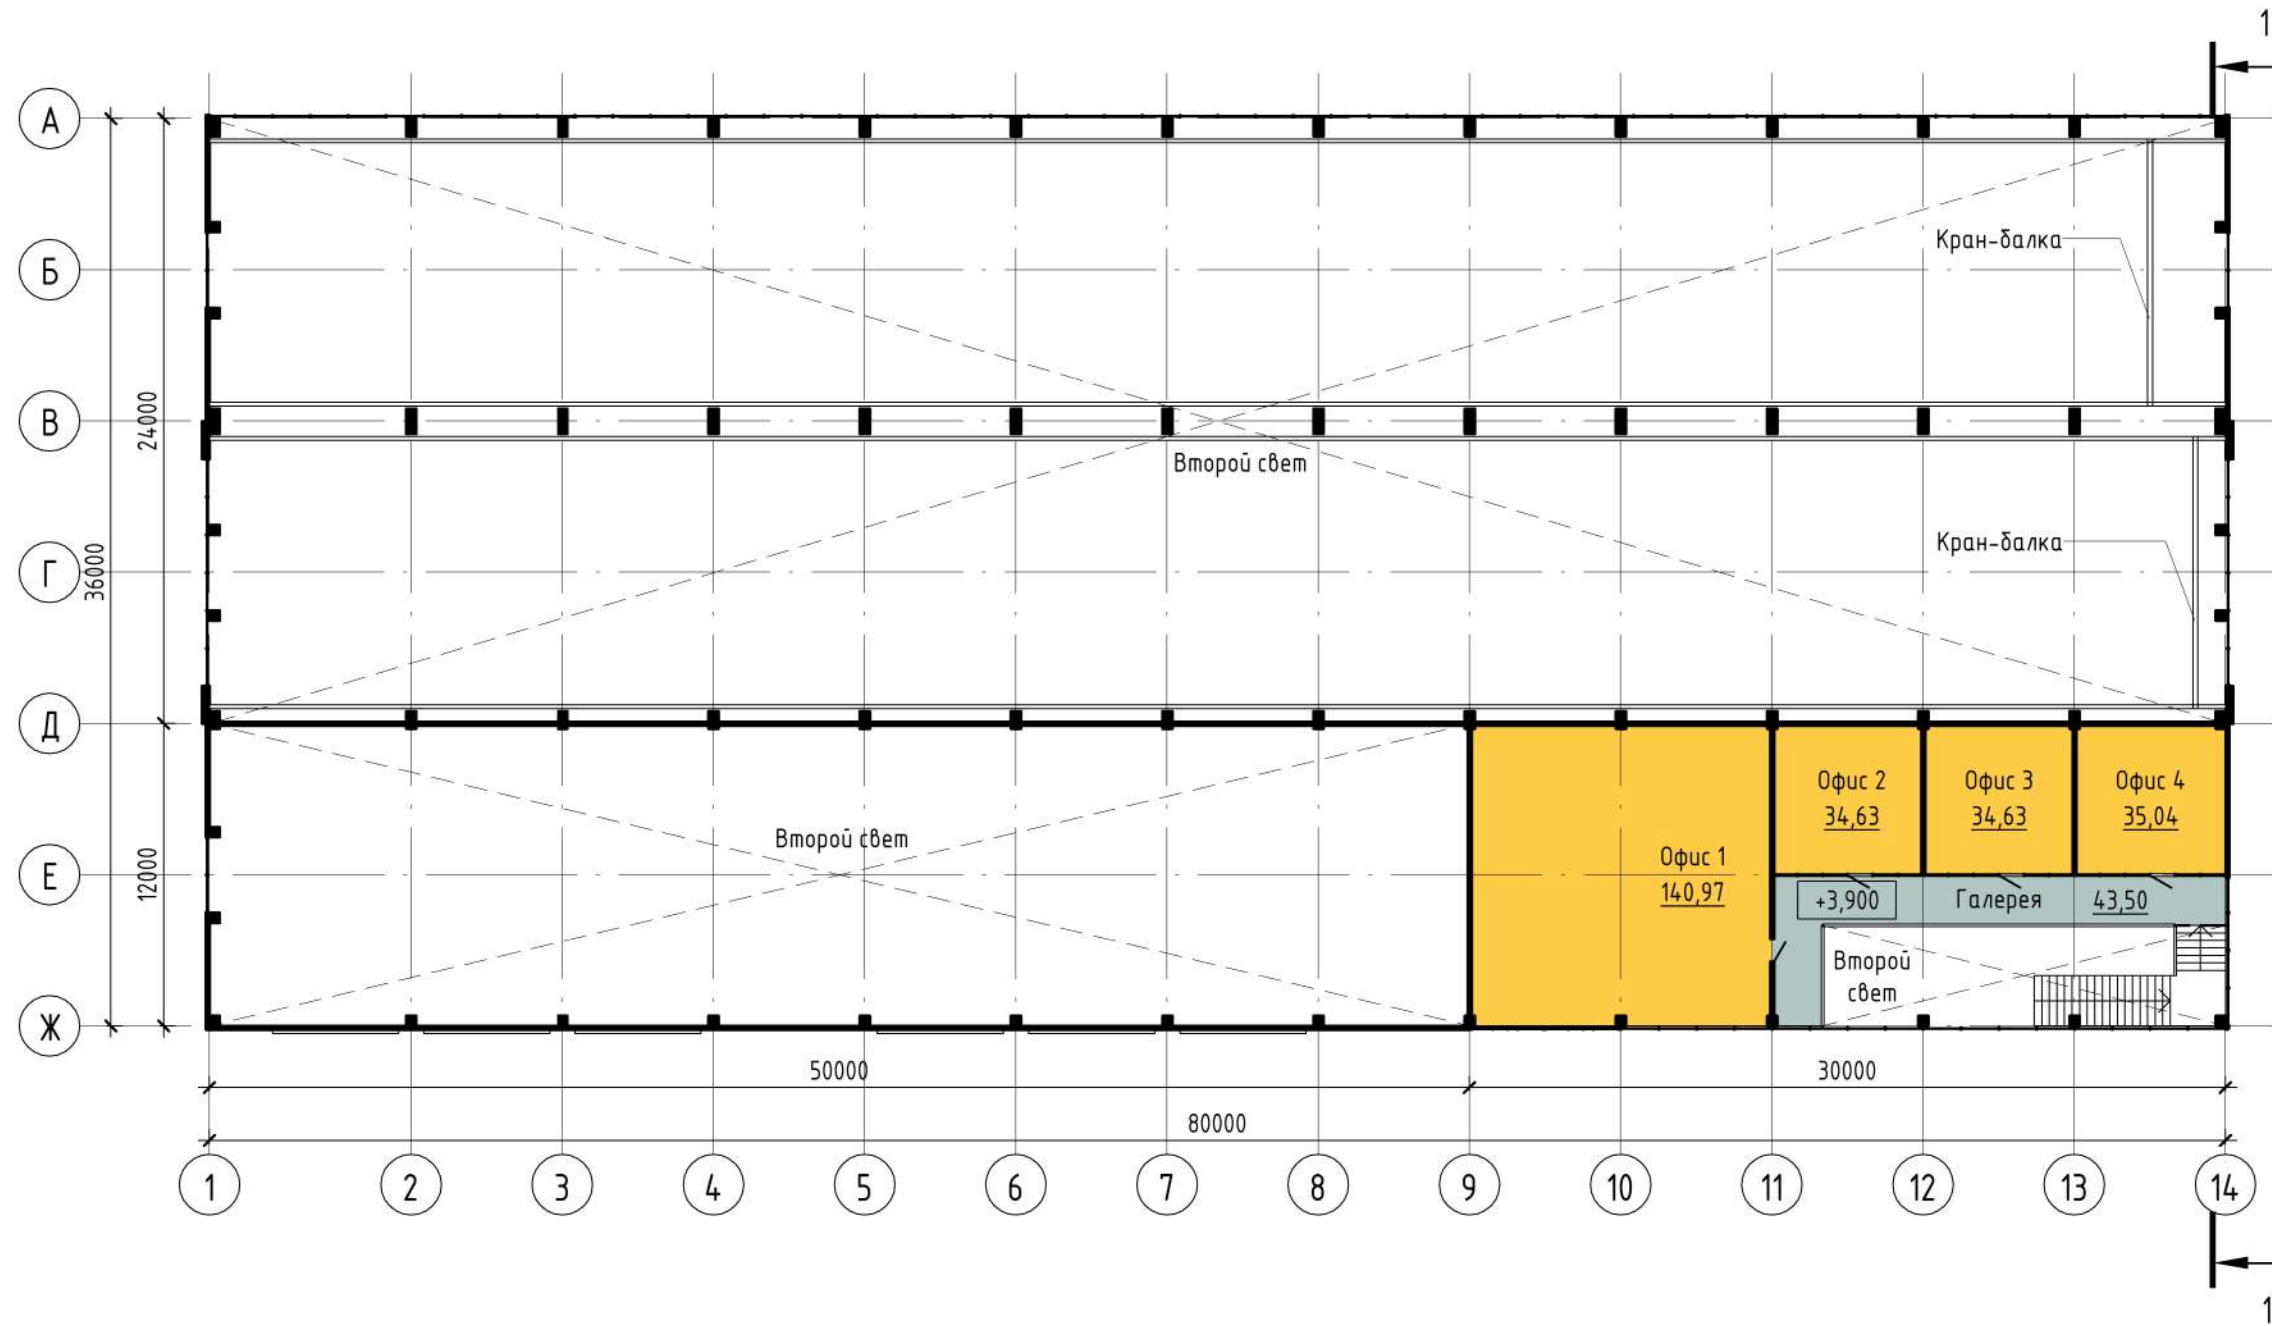 1
А
Б
Кран-балка
24000
В
Второй свет
Кран-балка
36000
Г
Д
Офис 2
Офис 3
Офис 4
34,63
34,63
35,04
Второй свет
Офис 1
12000
Е
140,97
+3,900
Галерея
43,50
Второй
свет
Ж
50000
30000
80000
1
2
3
4
5
6
7
8
9
10
11
12
13
14
1